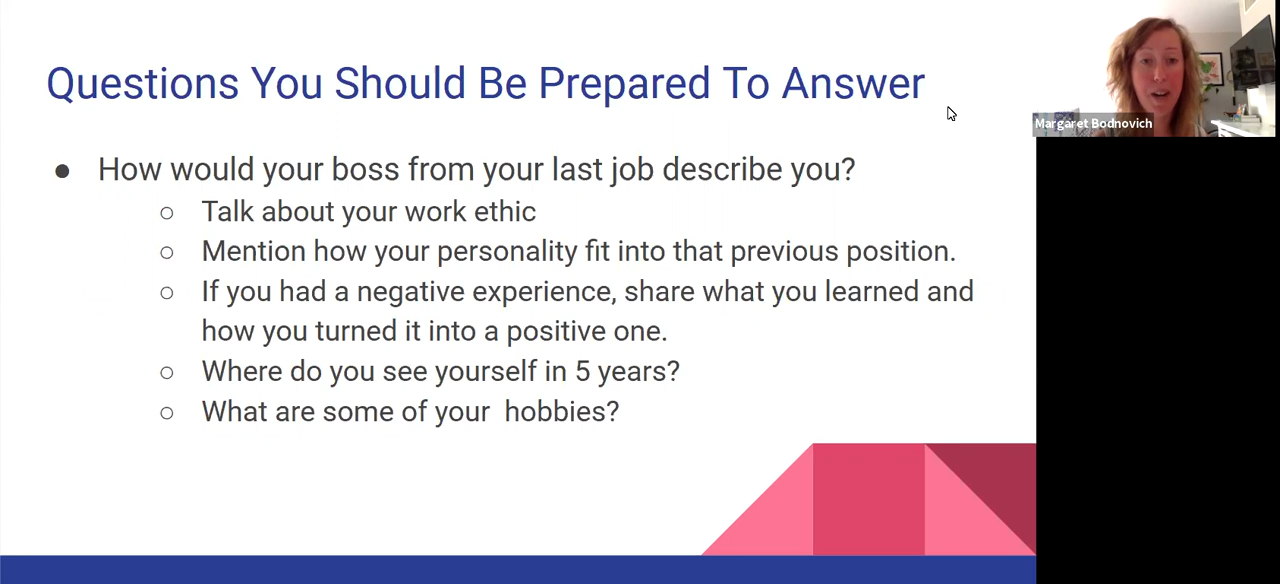 Questions You Should Be Prepared To Answer
Margaret Bodnovich
● How would your boss from your last job describe you?
○ Talk about your work ethic
○ Mention how your personality fit into that previous position.
○ If you had a negative experience, share what you learned and
how you turned it into a positive one.
○ Where do you see yourself in 5 years?
○ What are some of your  hobbies?